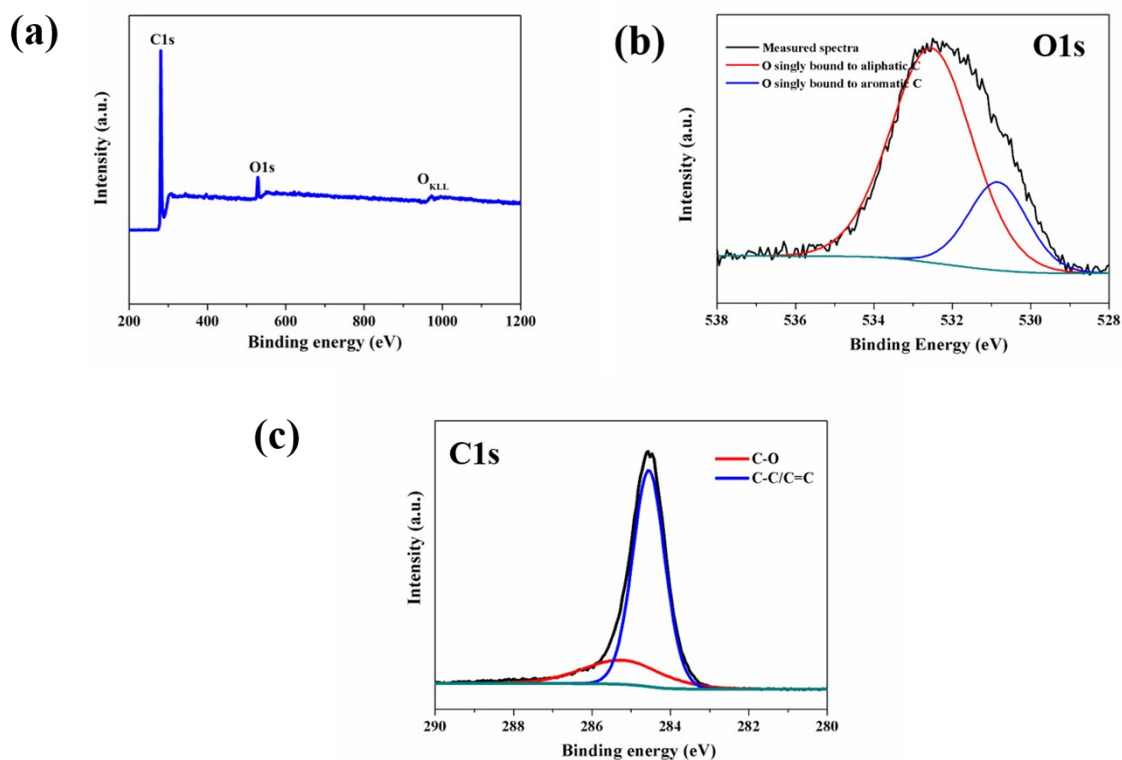 (a)
C1s
O1s
O KLL
Intensity (a.u.)
200 400 600 800 1000 1200
Binding energy (eV)
(b)
O1s
Measured spectra
O singly bound to aliphatic C
O singly bound to aromatic C
Intensity (a.u.)
538 536 534 532 530 528
Binding Energy (eV)
(c)
C1s
C-O
C-C/C=C
Intensity (a.u.)
290 288 286 284 282 280
Binding energy (eV)